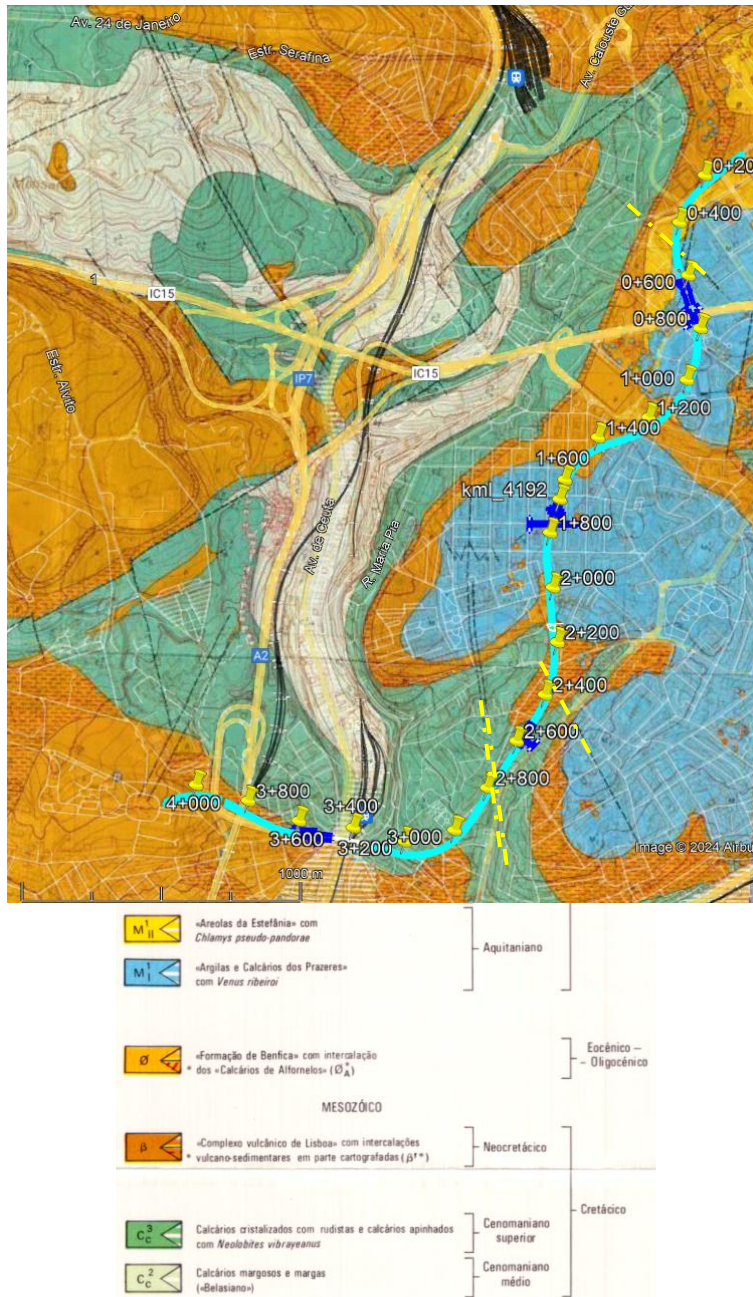 Av. 24 de Janeiro
Estr. Serafina
Av. Calouste Gu
Monsanto
0+20
0+400
1
0+600
IC15
0+800
Estr. Alvito
IP7
IC15
1+000
1+200
1+400
1+600
kml_4192
1+800
Av. de Ceuta
R. Maria Pia
2+000
2+200
A2
2+400
2+600
2+800
3+800
4+000
3+400
3+600
3+000
3+200
Image © 2024 Airbu
1000 m
M¹II
«Areolas da Estefânia» com
Chlamys pseudo-pandorae
Aquitaniano
M¹I
«Argilas e Calcários dos Prazeres»
com Venus ribeiroi
Ø
«Formação de Benfica» com intercalação
* dos «Calcários de Alfornelos» (Ø*A)
Eocénico –
– Oligocénico
MESOZÓICO
β
«Complexo vulcânico de Lisboa» com intercalações
* vulcano-sedimentares em parte cartografadas (β'*)
Neocretácico
Cretácico
C³c
Calcários cristalizados com rudistas e calcários apinhados
com Neolobites vibrayeanus
Cenomaniano
superior
C²c
Calcários margosos e margas
(«Belasiano»)
Cenomaniano
médio